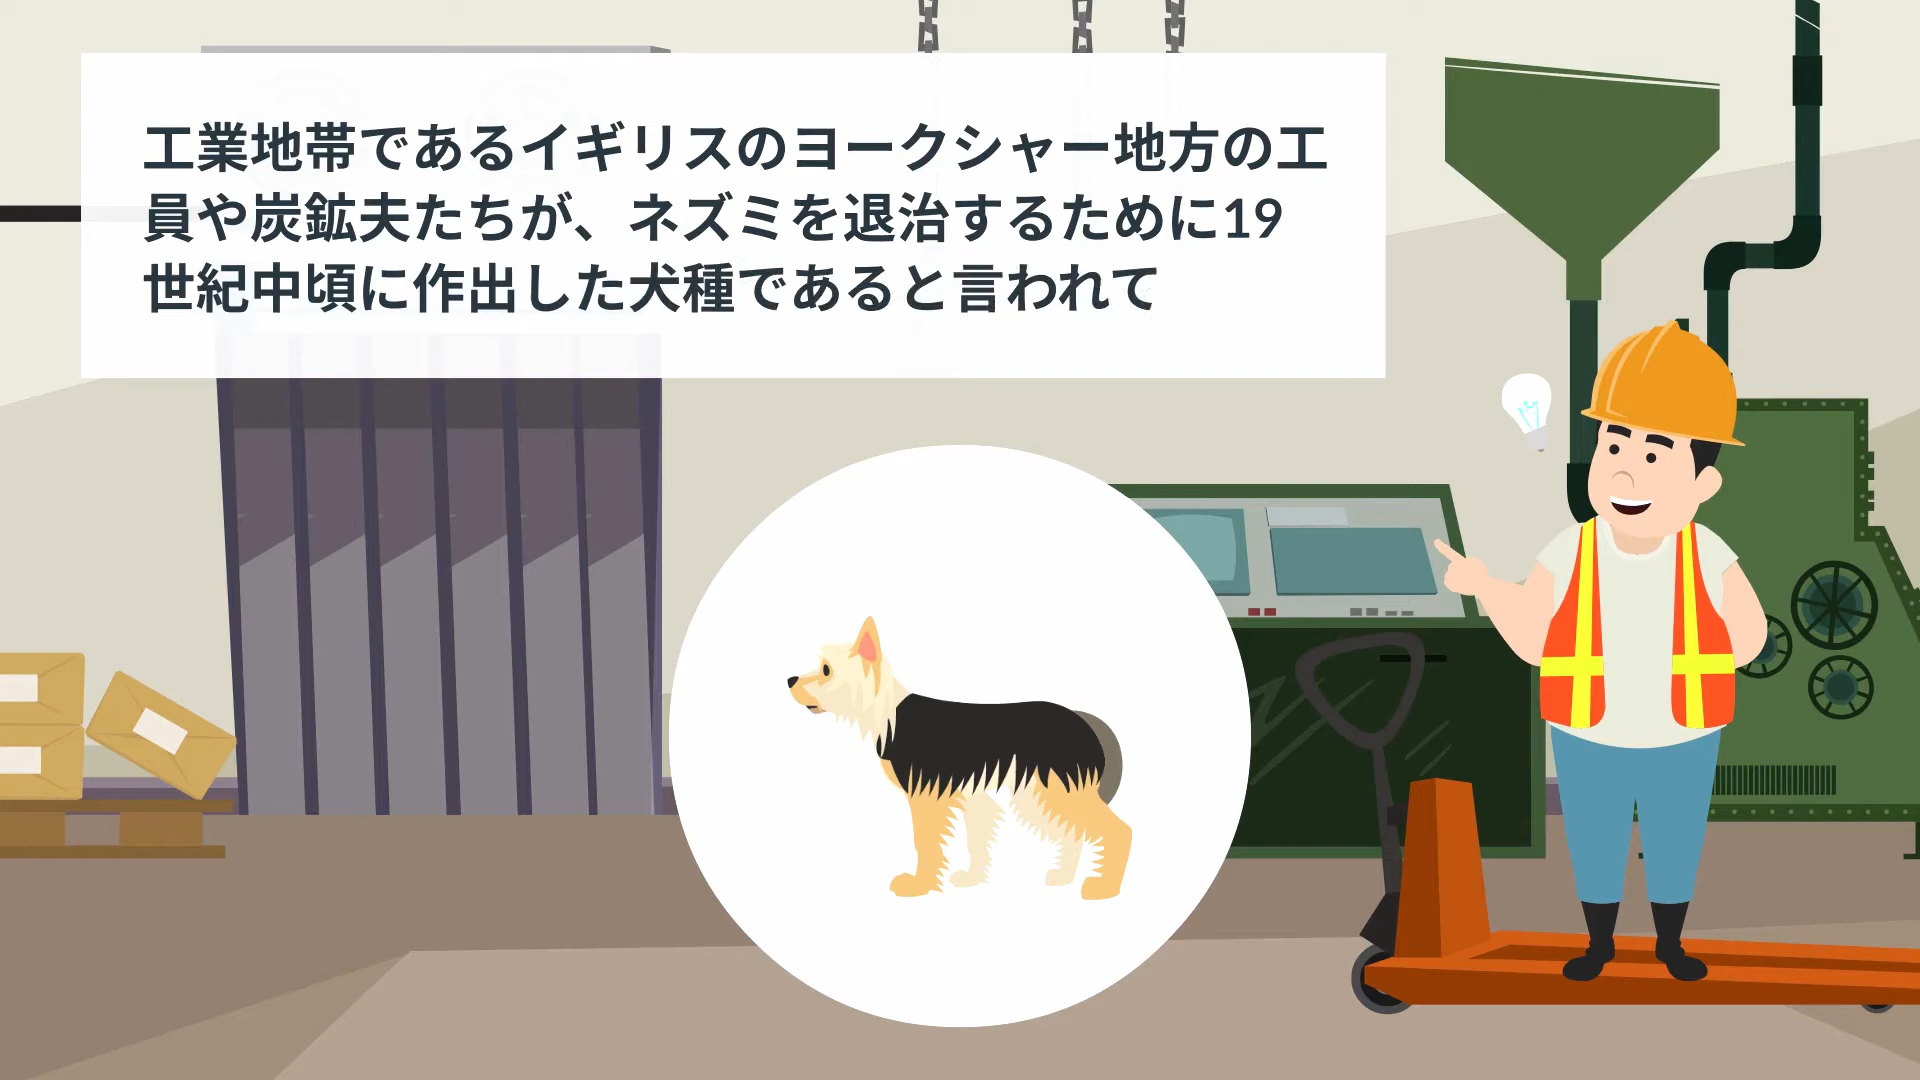 工業地帯であるイギリスのヨークシャー地方の工
員や炭鉱夫たちが、ネズミを退治するために19
世紀中頃に作出した犬種であると言われて